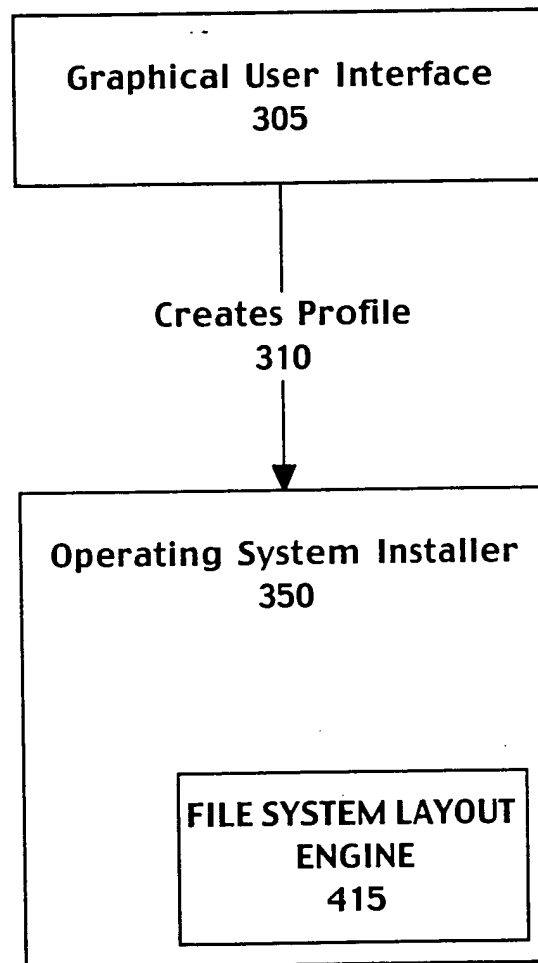 Graphical User Interface
305
Creates Profile
310
Operating System Installer
350
FILE SYSTEM LAYOUT
ENGINE
415